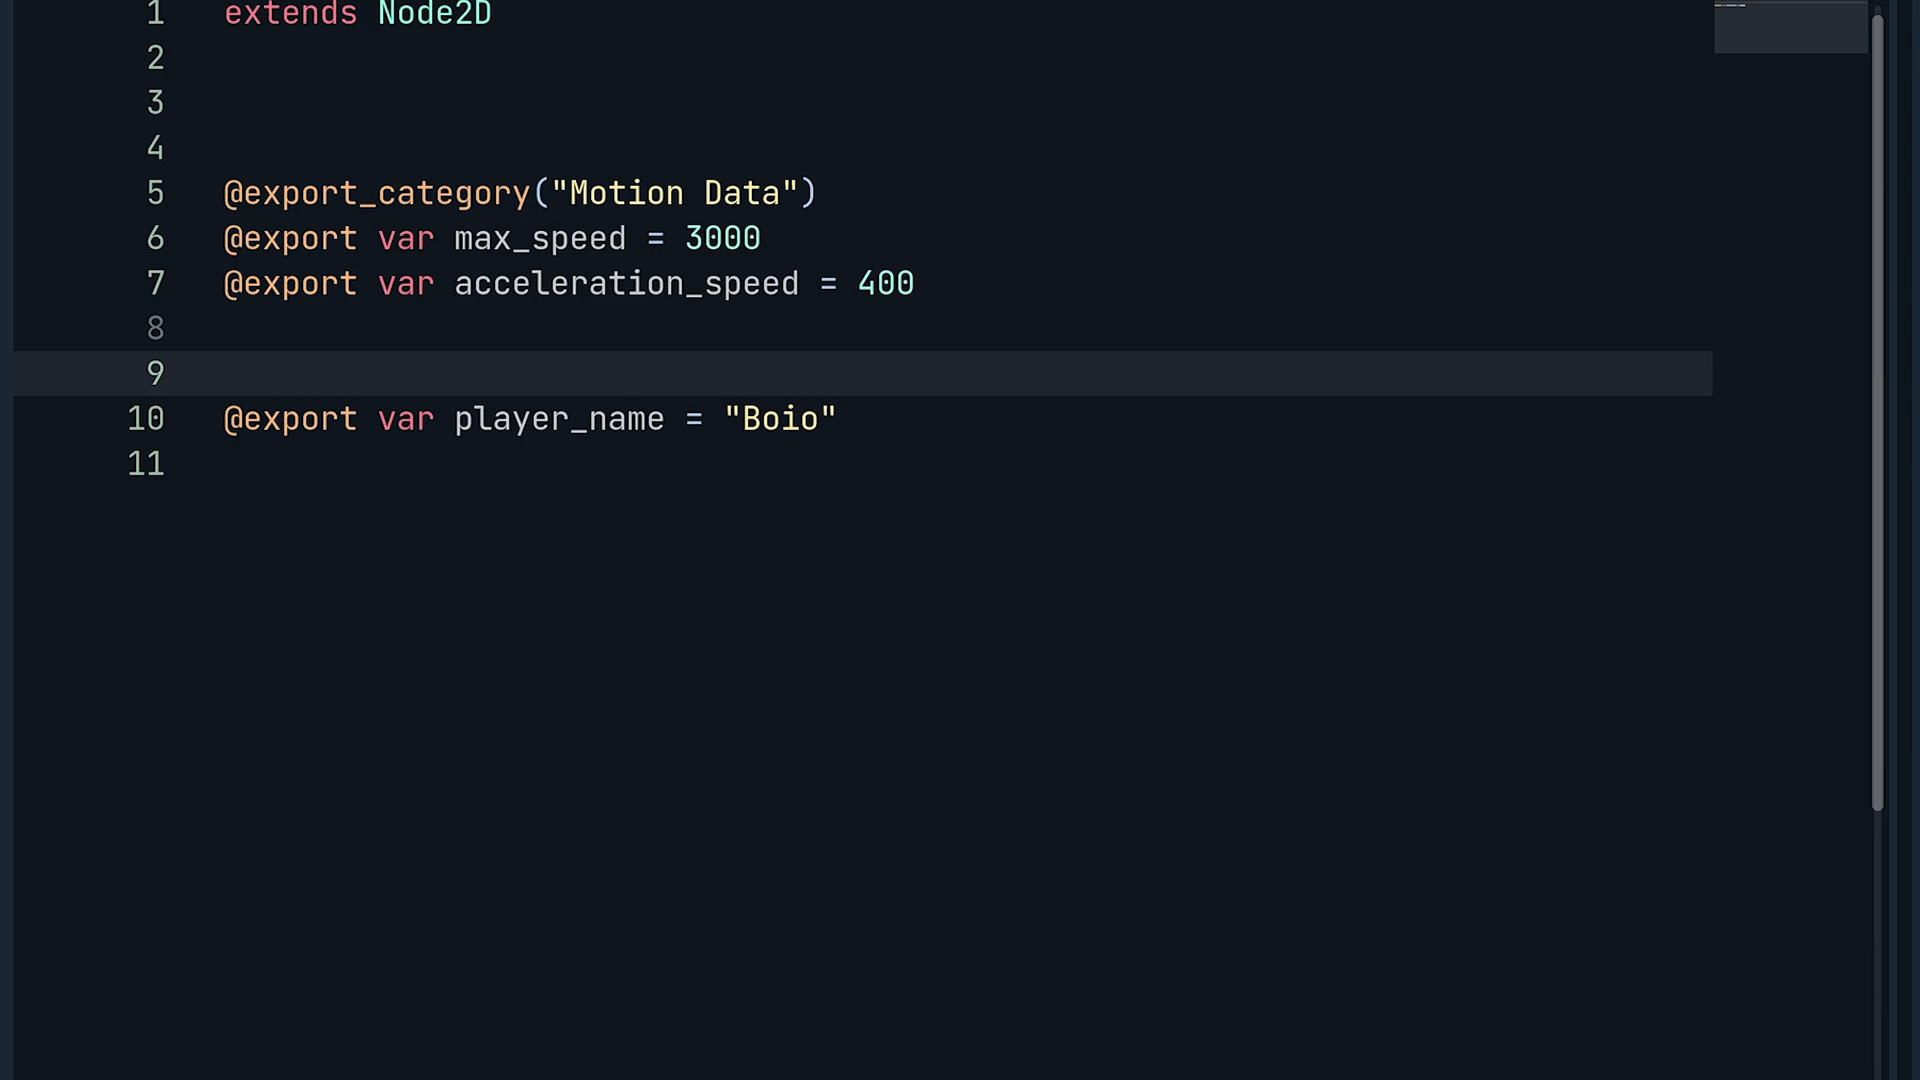 1 extends Node2D
2
3
4
5 @export_category("Motion Data")
6 @export var max_speed = 3000
7 @export var acceleration_speed = 400
8
9
10 @export var player_name = "Boio"
11